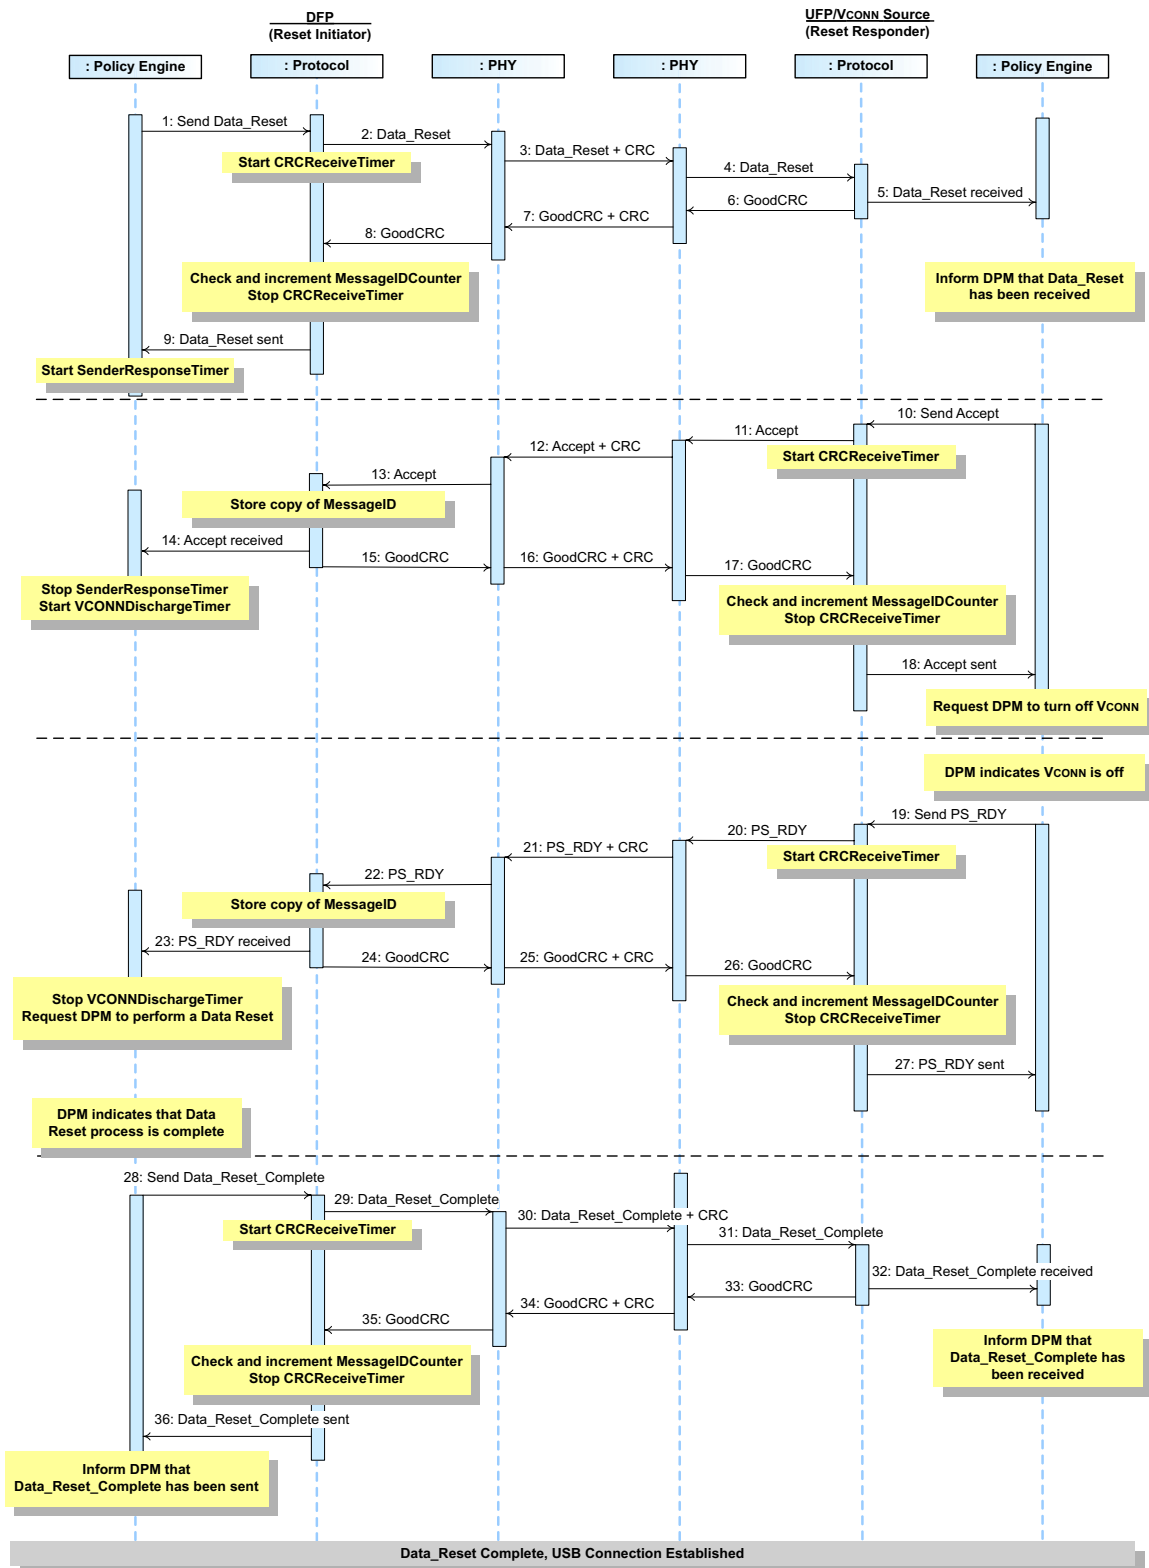 DFP
(Reset Initiator)
UFP/VCONN Source
(Reset Responder)
: Policy Engine
: Protocol
: PHY
: PHY
: Protocol
: Policy Engine
1: Send Data_Reset
2: Data_Reset
Start CRCReceiveTimer
3: Data_Reset + CRC
4: Data_Reset
5: Data_Reset received
6: GoodCRC
7: GoodCRC + CRC
8: GoodCRC
Check and increment MessageIDCounter
Stop CRCReceiveTimer
Inform DPM that Data_Reset
has been received
9: Data_Reset sent
Start SenderResponseTimer
10: Send Accept
11: Accept
Start CRCReceiveTimer
12: Accept + CRC
13: Accept
Store copy of MessageID
14: Accept received
15: GoodCRC
16: GoodCRC + CRC
17: GoodCRC
Stop SenderResponseTimer
Start VCONNDischargeTimer
Check and increment MessageIDCounter
Stop CRCReceiveTimer
18: Accept sent
Request DPM to turn off VCONN
DPM indicates VCONN is off
19: Send PS_RDY
20: PS_RDY
Start CRCReceiveTimer
21: PS_RDY + CRC
22: PS_RDY
Store copy of MessageID
23: PS_RDY received
24: GoodCRC
25: GoodCRC + CRC
26: GoodCRC
Stop VCONNDischargeTimer
Request DPM to perform a Data Reset
Check and increment MessageIDCounter
Stop CRCReceiveTimer
27: PS_RDY sent
DPM indicates that Data
Reset process is complete
28: Send Data_Reset_Complete
29: Data_Reset_Complete
Start CRCReceiveTimer
30: Data_Reset_Complete + CRC
31: Data_Reset_Complete
32: Data_Reset_Complete received
33: GoodCRC
34: GoodCRC + CRC
35: GoodCRC
Check and increment MessageIDCounter
Stop CRCReceiveTimer
Inform DPM that
Data_Reset_Complete has
been received
36: Data_Reset_Complete sent
Inform DPM that
Data_Reset_Complete has been sent
Data_Reset Complete, USB Connection Established